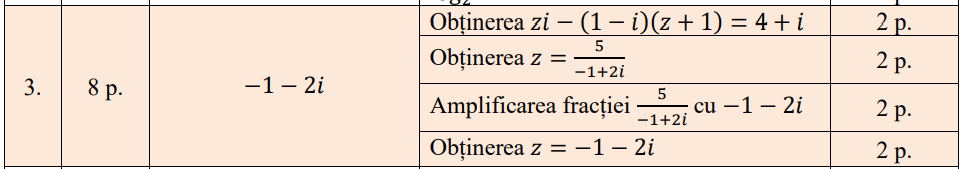 Obținerea zi − (1 − i)(z + 1) = 4 + i 2 p.
Obținerea z = 5/(−1+2i) 2 p.
3. 8 p. −1 − 2i
Amplificarea fracției 5/(−1+2i) cu −1 − 2i 2 p.
Obținerea z = −1 − 2i 2 p.